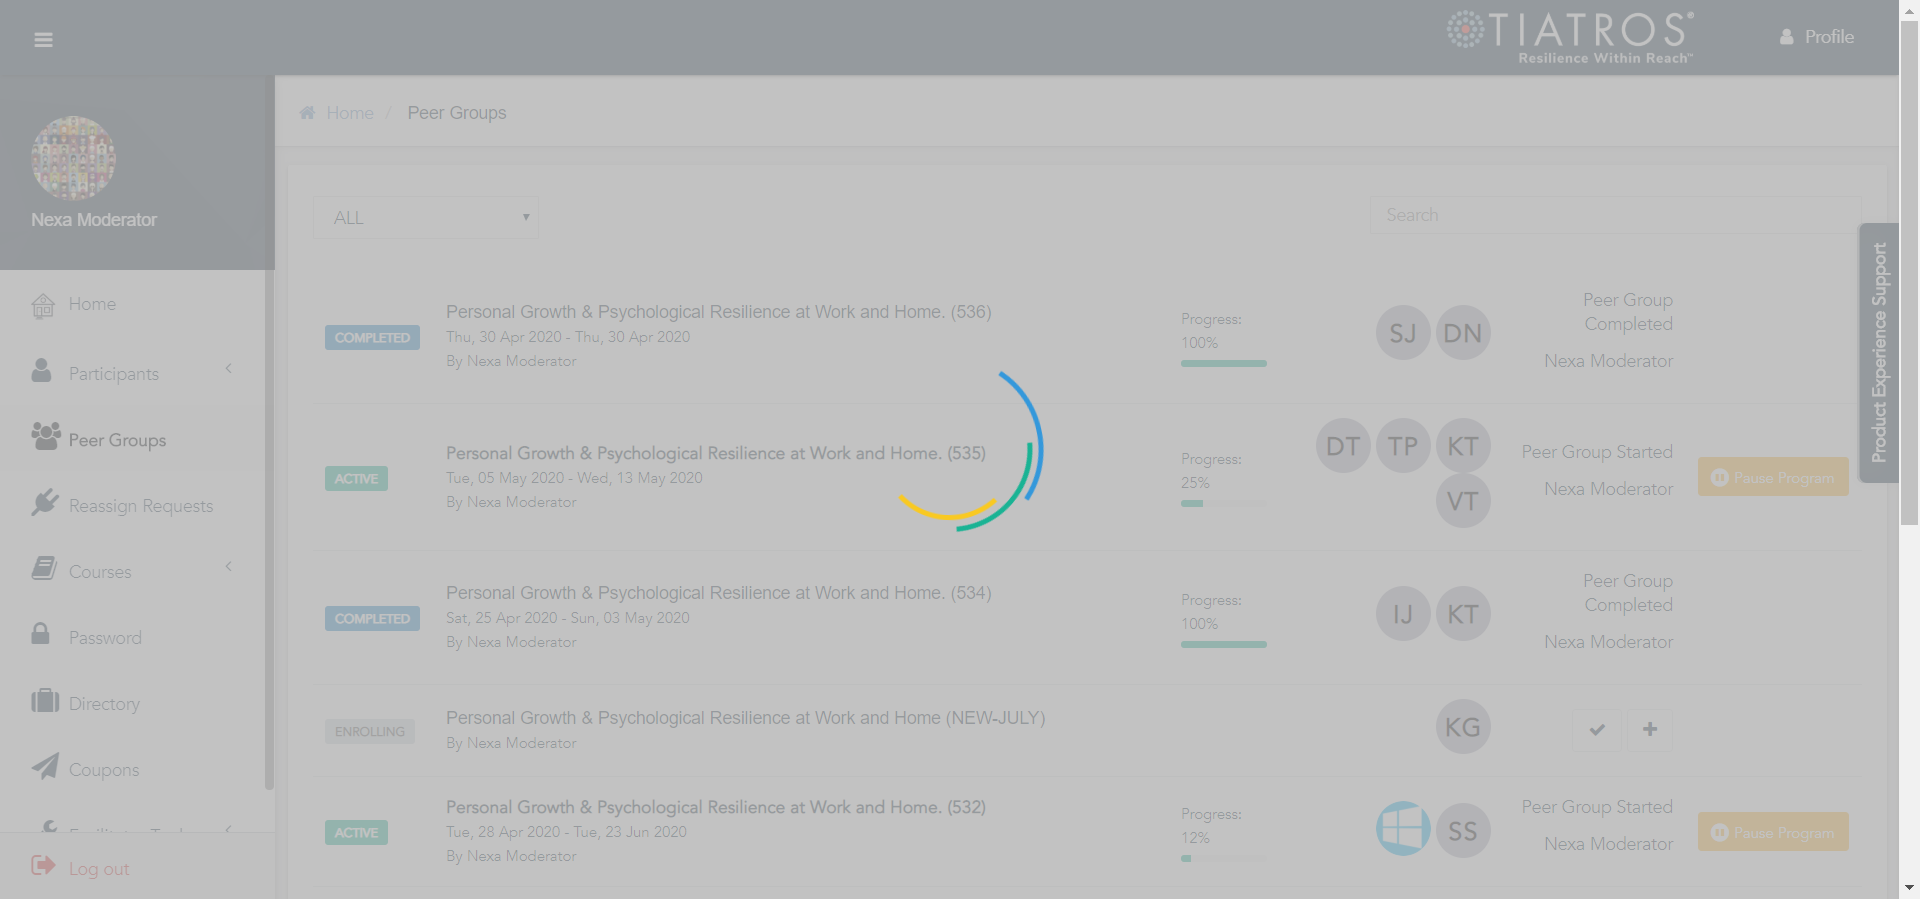 TIATROS®
Resilience Within Reach™
Profile
Home / Peer Groups
Nexa Moderator
ALL
Search
Product Experience Support
Home
Participants
Peer Groups
Reassign Requests
Courses
Password
Directory
Coupons
Log out
COMPLETED
Personal Growth & Psychological Resilience at Work and Home. (536)
Thu, 30 Apr 2020 - Thu, 30 Apr 2020
By Nexa Moderator
Progress:
100%
SJ DN
Peer Group
Completed
Nexa Moderator
ACTIVE
Personal Growth & Psychological Resilience at Work and Home. (535)
Tue, 05 May 2020 - Wed, 13 May 2020
By Nexa Moderator
Progress:
25%
DT TP KT
VT
Peer Group Started
Nexa Moderator
Pause Program
COMPLETED
Personal Growth & Psychological Resilience at Work and Home. (534)
Sat, 25 Apr 2020 - Sun, 03 May 2020
By Nexa Moderator
Progress:
100%
IJ KT
Peer Group
Completed
Nexa Moderator
ENROLLING
Personal Growth & Psychological Resilience at Work and Home (NEW-JULY)
By Nexa Moderator
KG
ACTIVE
Personal Growth & Psychological Resilience at Work and Home. (532)
Tue, 28 Apr 2020 - Tue, 23 Jun 2020
By Nexa Moderator
Progress:
12%
SS
Peer Group Started
Nexa Moderator
Pause Program